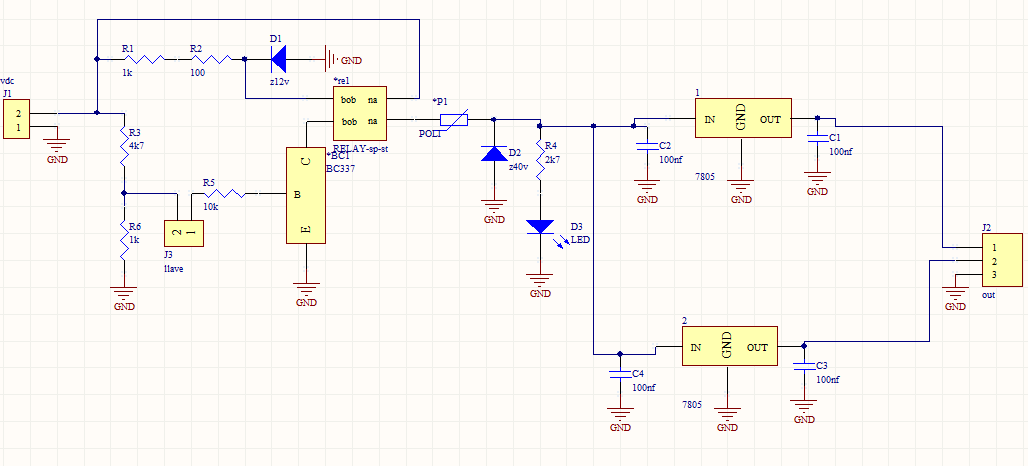 vdc
J1
2
1
GND
R1
1k
R2
100
D1
z12v
GND
*re1
bob na
bob na
RELAY-sp-st
R3
4k7
R5
10k
R6
1k
2
1
J3
llave
GND
C
B
E
*BC1
BC337
GND
*P1
POLY
D2
z40v
GND
R4
2k7
D3
LED
GND
C2
100nf
GND
1
IN GND OUT
7805
GND
C1
100nf
GND
J2
1
2
3
out
GND
2
IN GND OUT
7805
GND
C4
100nf
GND
C3
100nf
GND